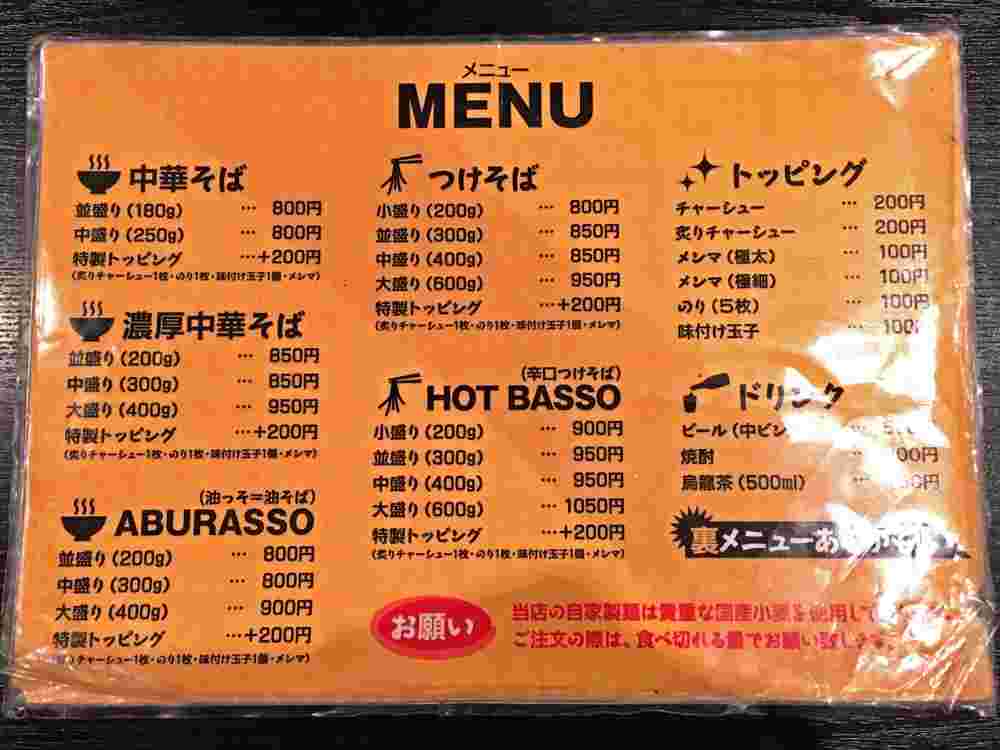 メニュー
MENU
中華そば
並盛り(180g) … 800円
中盛り(250g) … 800円
特製トッピング …+200円
(炙りチャーシュー1枚・のり1枚・味付け玉子1個・メンマ)
濃厚中華そば
並盛り(200g) … 850円
中盛り(300g) … 850円
大盛り(400g) … 950円
特製トッピング …+200円
(炙りチャーシュー1枚・のり1枚・味付け玉子1個・メンマ)
(油っそ=油そば)
ABURASSO
並盛り(200g) … 800円
中盛り(300g) … 800円
大盛り(400g) … 900円
特製トッピング …+200円
(炙りチャーシュー1枚・のり1枚・味付け玉子1個・メンマ)
つけそば
小盛り(200g) … 800円
並盛り(300g) … 850円
中盛り(400g) … 850円
大盛り(600g) … 950円
特製トッピング …+200円
(炙りチャーシュー1枚・のり1枚・味付け玉子1個・メンマ)
(辛口つけそば)
HOT BASSO
小盛り(200g) … 900円
並盛り(300g) … 950円
中盛り(400g) … 950円
大盛り(600g) … 1050円
特製トッピング …+200円
(炙りチャーシュー1枚・のり1枚・味付け玉子1個・メンマ)
トッピング
チャーシュー … 200円
炙りチャーシュー … 200円
メンマ(極太) … 100円
メンマ(極細) … 100円
のり(5枚) … 100円
味付け玉子 … 100円
ドリンク
ビール(中ビン
焼酎
烏龍茶(500ml) …
裏メニューあ
お願い
当店の自家製麺は貴重な国産小麦を使用して
ご注文の際は、食べ切れる量でお願い致します。